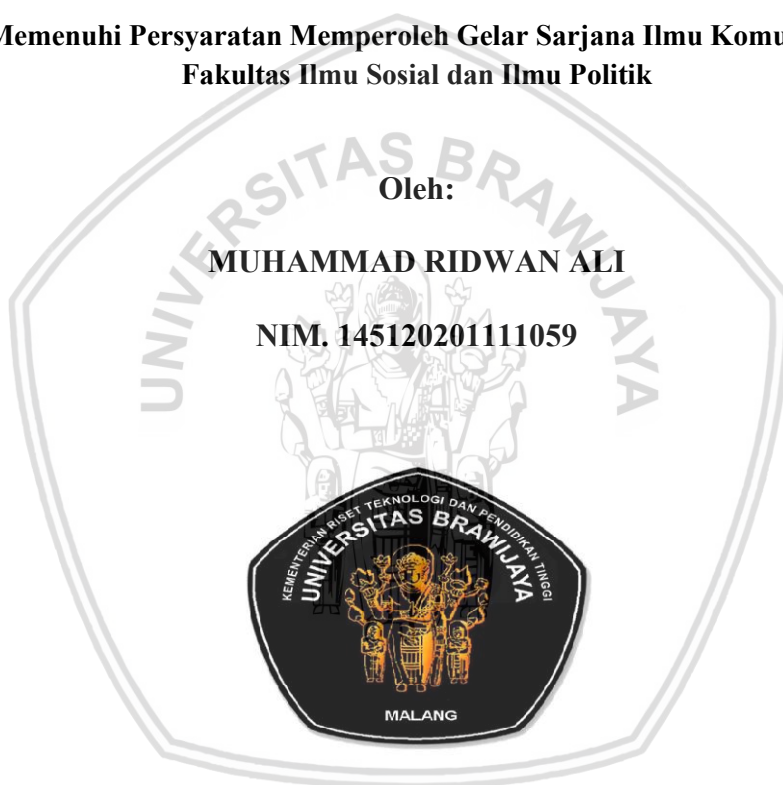 Memenuhi Persyaratan Memperoleh Gelar Sarjana Ilmu
Fakultas Ilmu Sosial dan Ilmu Politik
Oleh:
MUHAMMAD RIDWAN ALI
NIM. 145120201111059
UNIVERSITAS BRAWIJAYA
KEMENTERIAN RISET TEKNOLOGI DAN PENDIDIKAN TINGGI
UNIVERSITAS BRAWIJAYA
MALANG